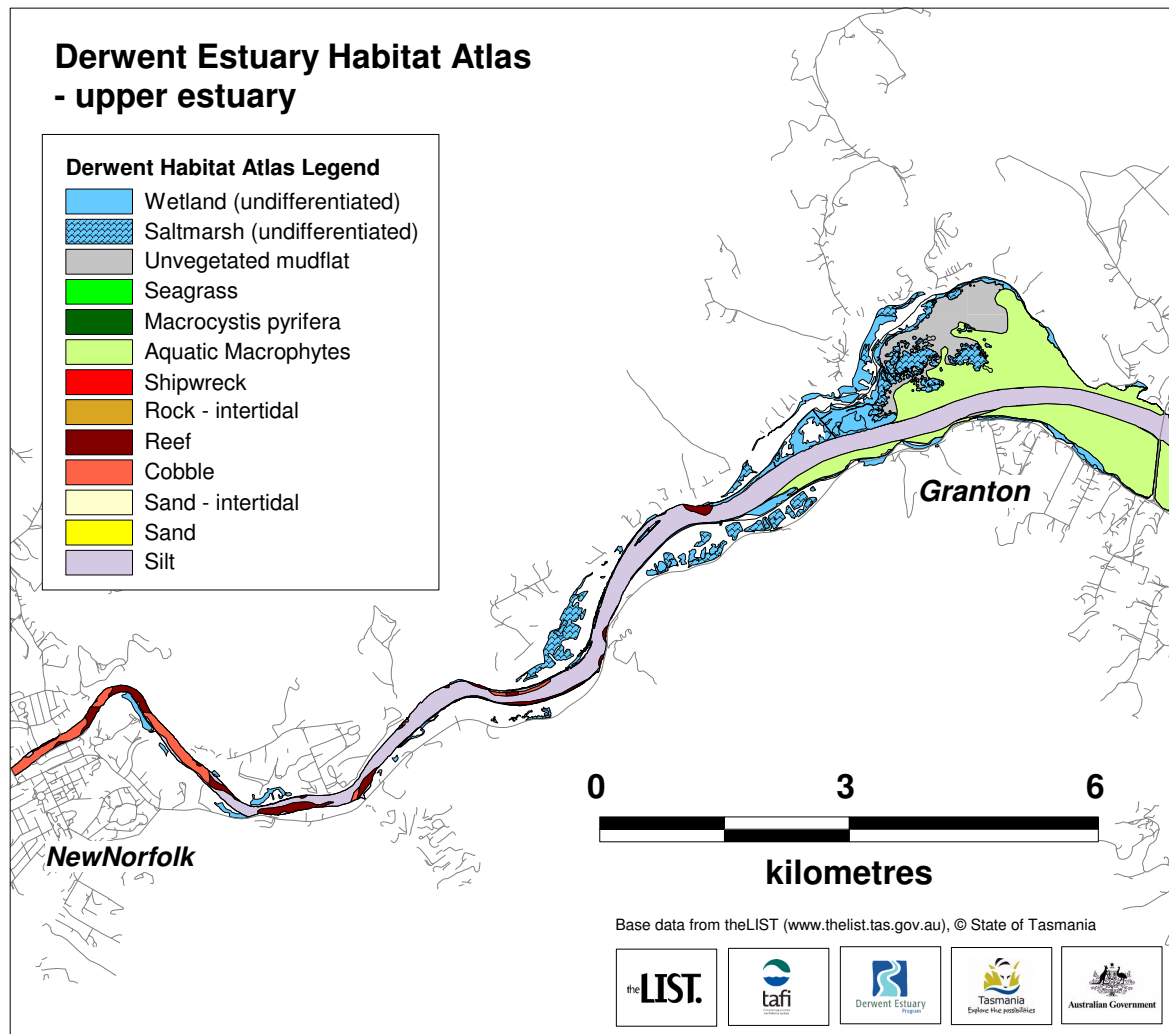 Derwent Estuary Habitat Atlas
- upper estuary
Derwent Habitat Atlas Legend
Wetland (undifferentiated)
Saltmarsh (undifferentiated)
Unvegetated mudflat
Seagrass
Macrocystis pyrifera
Aquatic Macrophytes
Shipwreck
Rock - intertidal
Reef
Cobble
Sand - intertidal
Sand
Silt
Granton
NewNorfolk
0 3 6
kilometres
Base data from theLIST (www.thelist.tas.gov.au), © State of Tasmania
the LIST.
tafi
Derwent Estuary
Program
Tasmania
Explore the possibilities
Australian Government